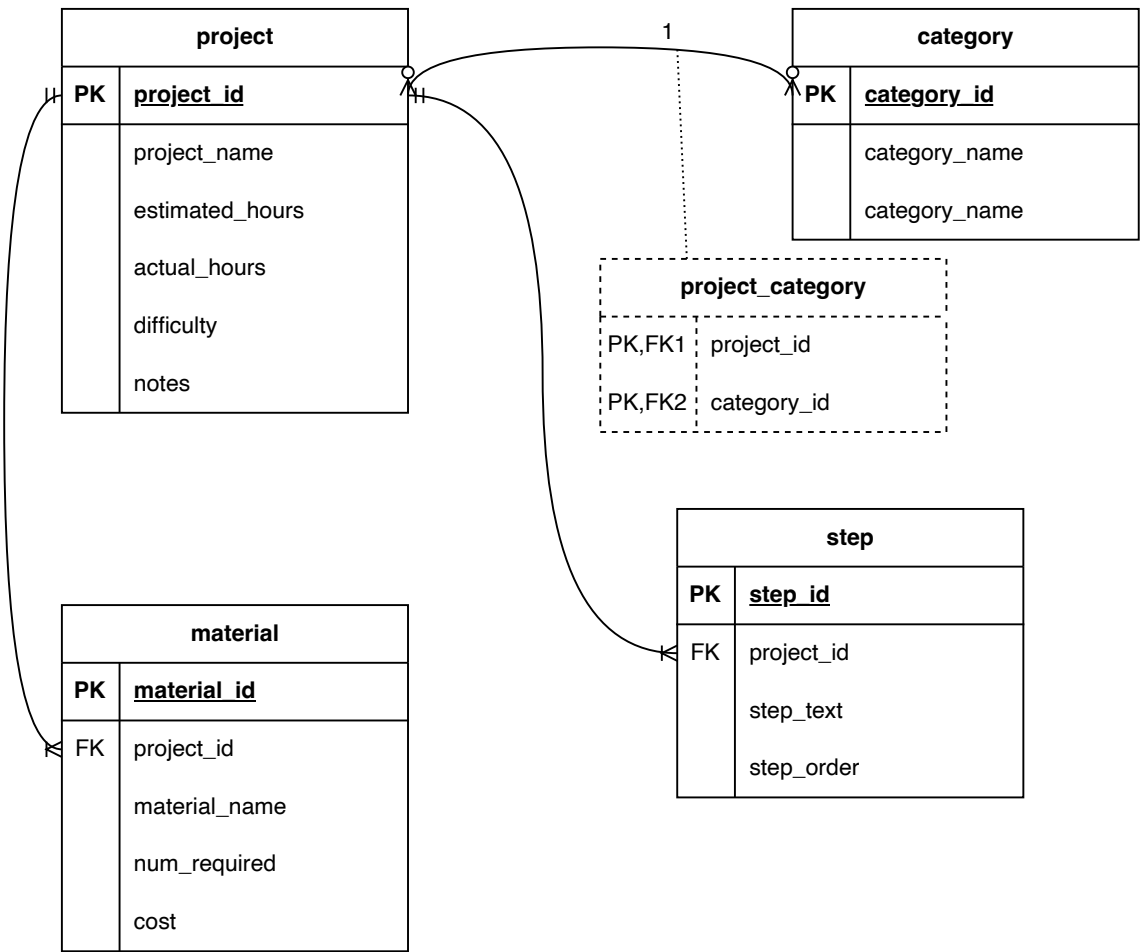 project
PK project_id
project_name
estimated_hours
actual_hours
difficulty
notes
1
category
PK category_id
category_name
category_name
project_category
PK,FK1 project_id
PK,FK2 category_id
step
PK step_id
FK project_id
step_text
step_order
material
PK material_id
FK project_id
material_name
num_required
cost